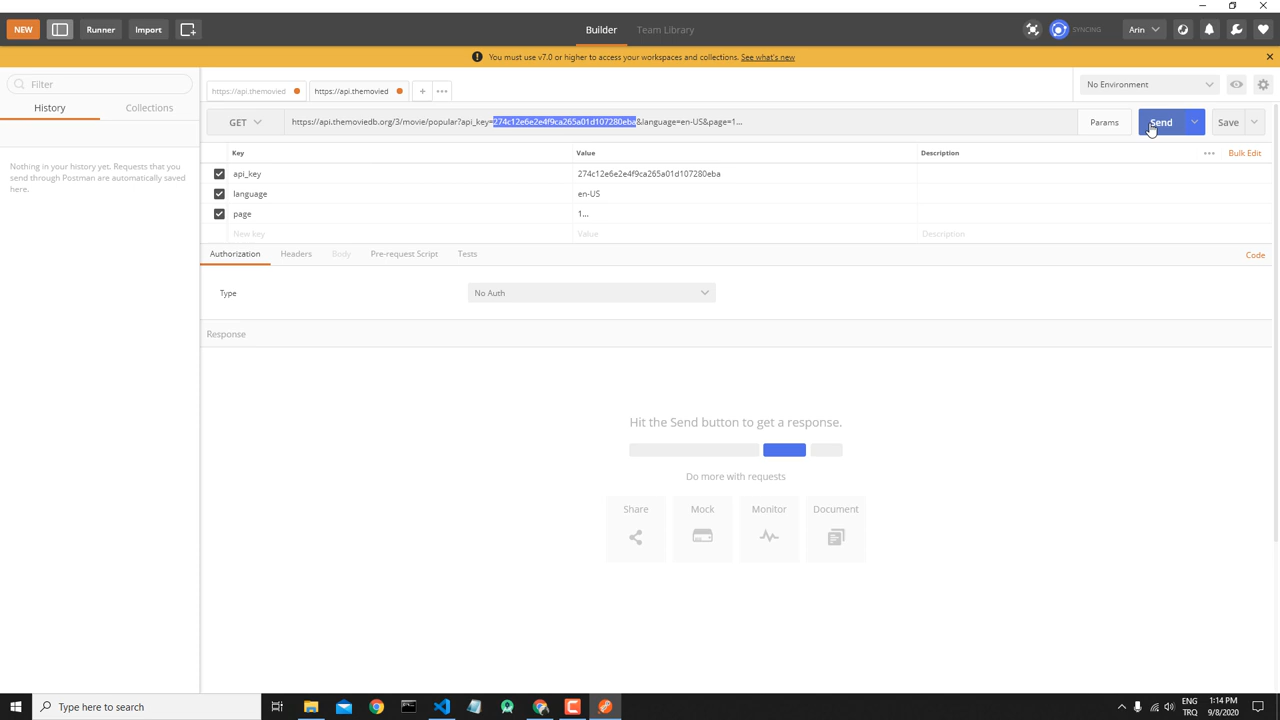 NEW
Runner
Import
Builder
Team Library
SYNCING
Arin
You must use v7.0 or higher to access your workspaces and collections. See what's new
Filter
History
Collections
Nothing in your history yet. Requests that
you send through Postman are automatically saved
here.
https://api.themovied
https://api.themovied
+
No Environment
GET
https://api.themoviedb.org/3/movie/popular?api_key=274c12e6e2e4f9ca265a01d107280eba&language=en-US&page=1...
Params
Send
Save
Key
Value
Description
Bulk Edit
api_key
274c12e6e2e4f9ca265a01d107280eba
language
en-US
page
1...
New key
Value
Description
Authorization
Headers
Body
Pre-request Script
Tests
Code
Type
No Auth
Response
Hit the Send button to get a response.
Do more with requests
Share
Mock
Monitor
Document
Type here to search
ENG
TRQ
1:14 PM
9/8/2020